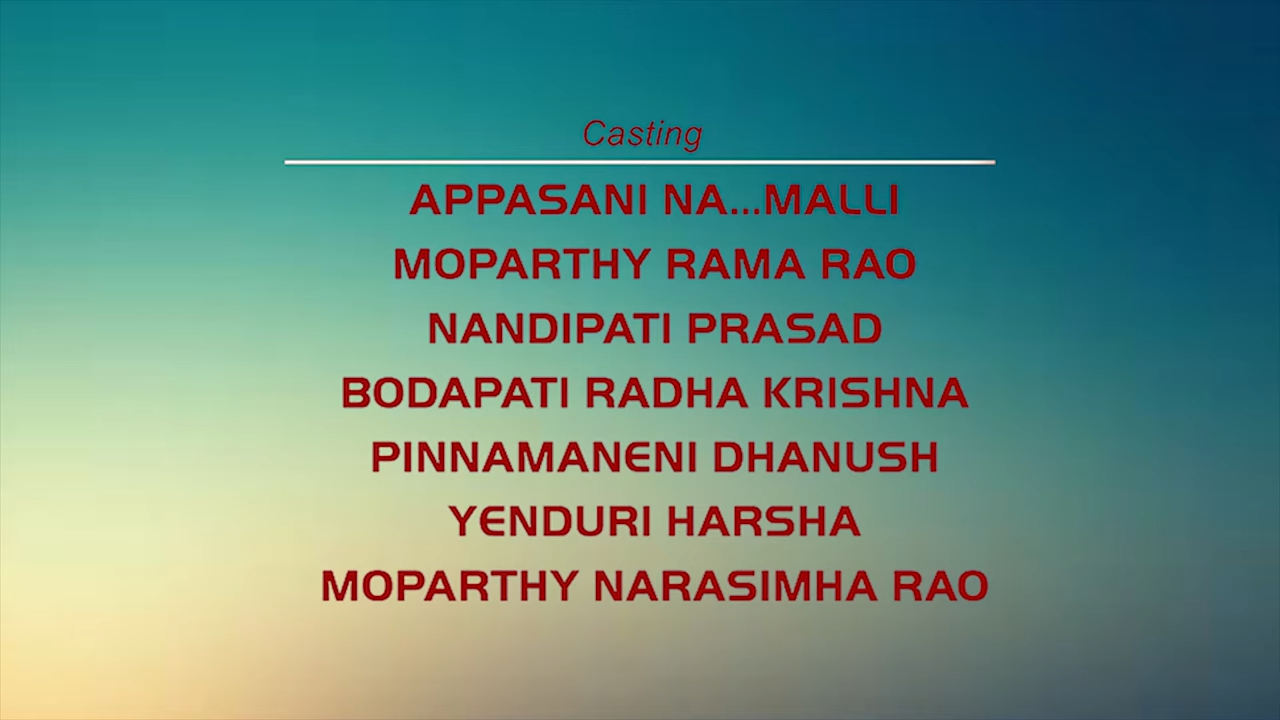 Casting
APPASANI NA...MALLI
MOPARTHY RAMA RAO
NANDIPATI PRASAD
BODAPATI RADHA KRISHNA
PINNAMANENI DHANUSH
YENDURI HARSHA
MOPARTHY NARASIMHA RAO